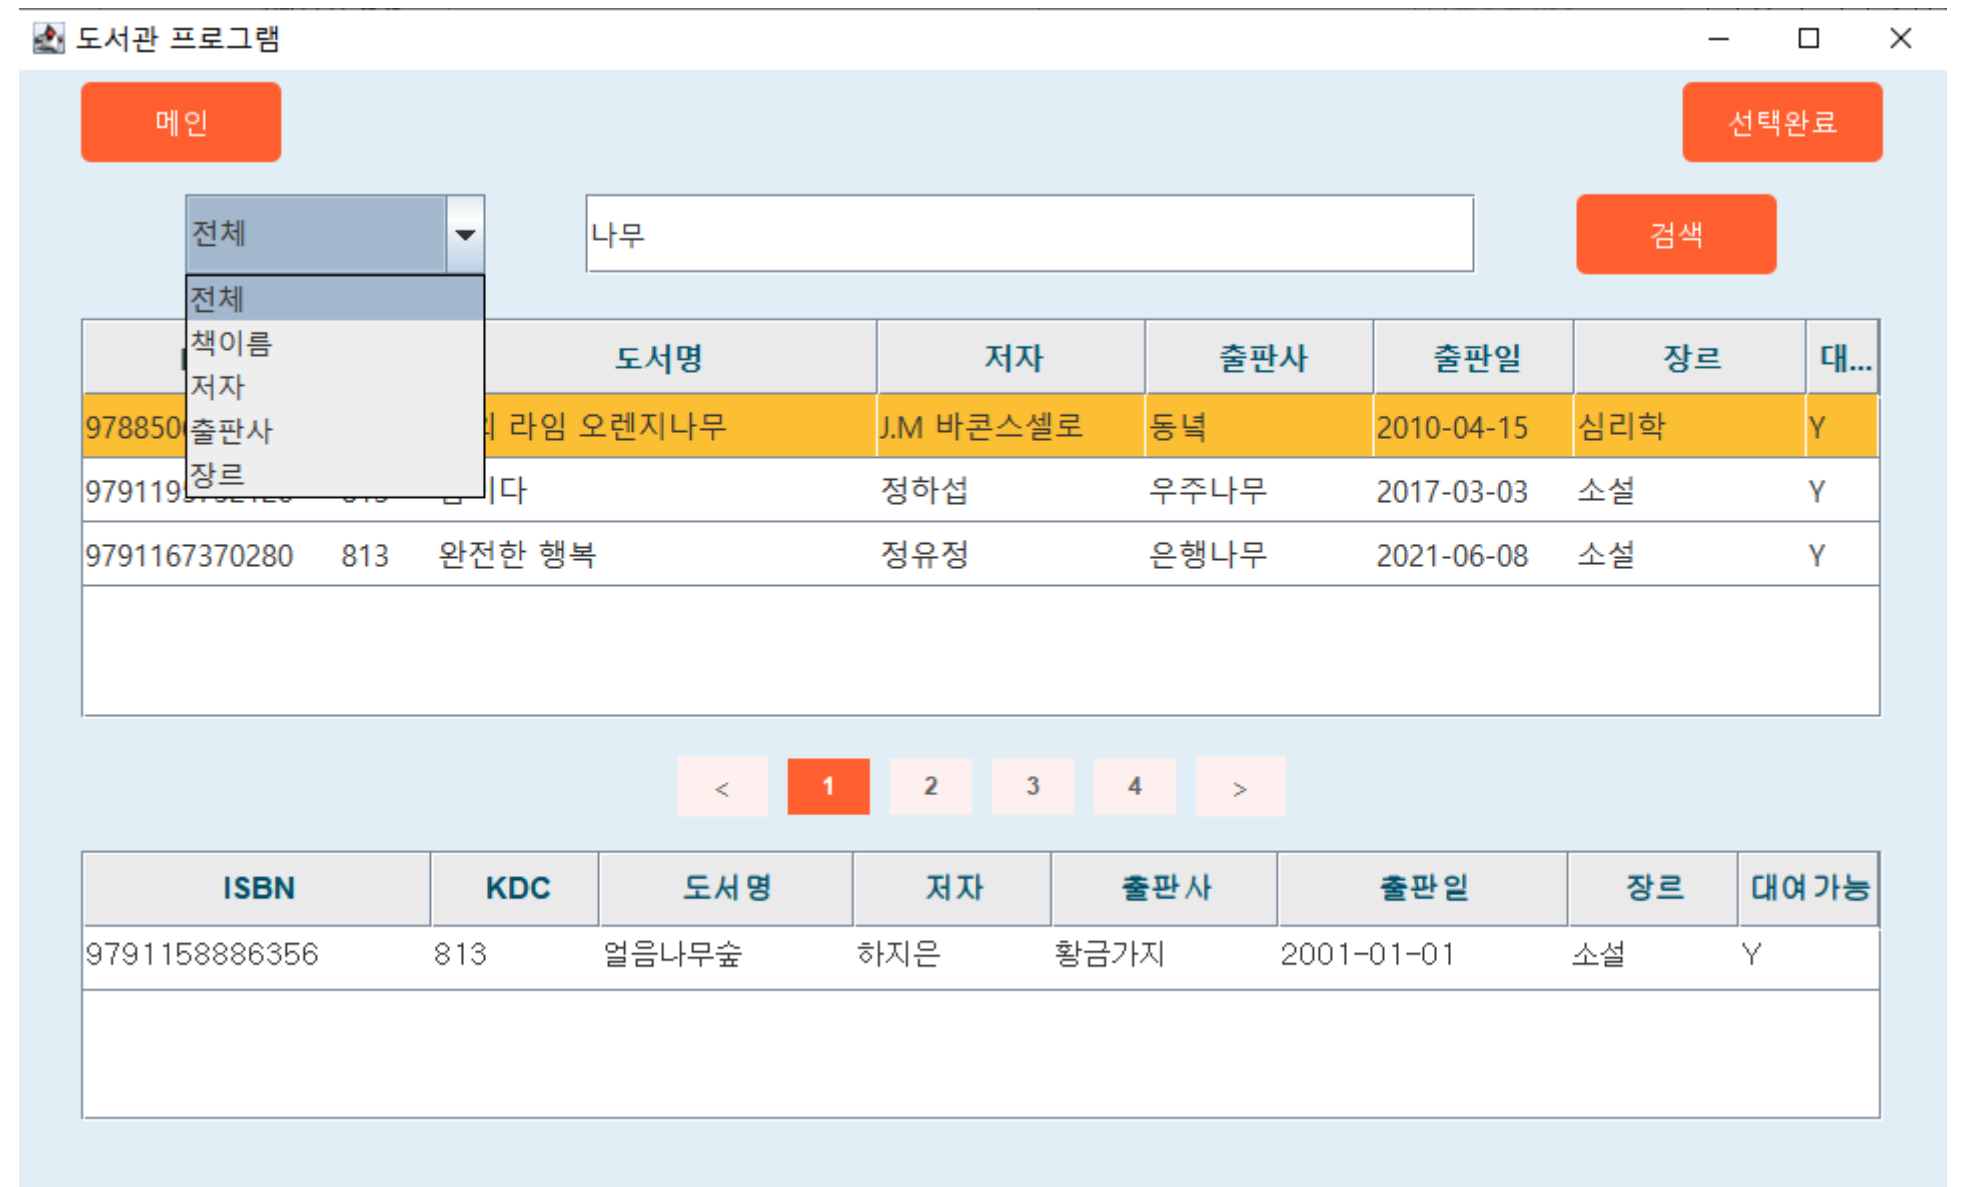 도서관 프로그램
메인 선택완료
전체 나무 검색
전체
책이름
저자
출판사
장르
도서명 저자 출판사 출판일 장르 대...
978850 라임 오렌지나무 J.M 바콘스셀로 동녘 2010-04-15 심리학 Y
979119 정하섭 우주나무 2017-03-03 소설 Y
9791167370280 813 완전한 행복 정유정 은행나무 2021-06-08 소설 Y
< 1 2 3 4 >
ISBN KDC 도서명 저자 출판사 출판일 장르 대여가능
9791158886356 813 얼음나무숲 하지은 황금가지 2001-01-01 소설 Y